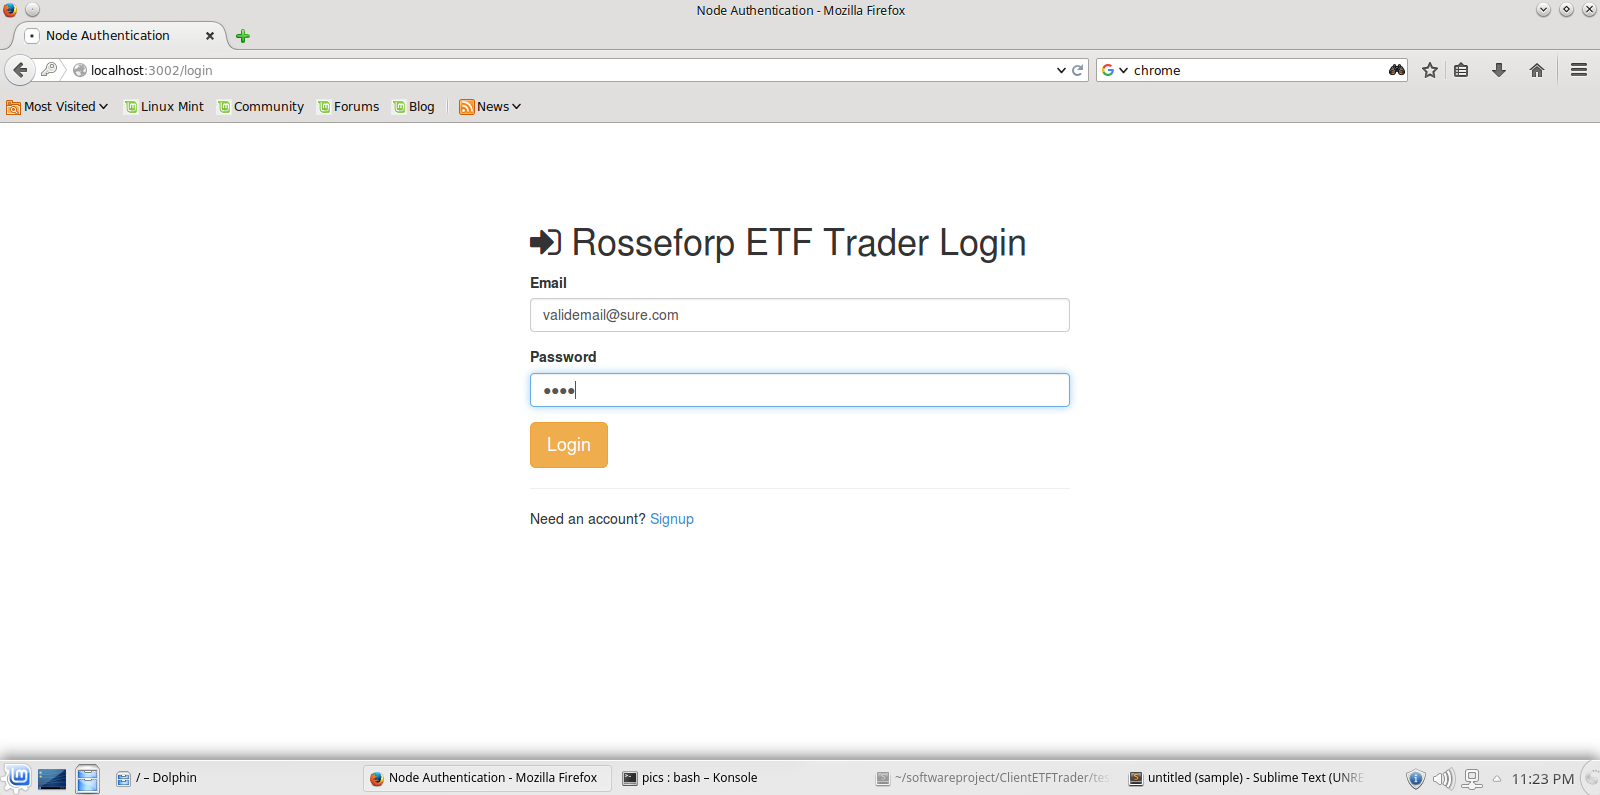 Node Authentication - Mozilla Firefox
Node Authentication
localhost:3002/login
chrome
Most Visited Linux Mint Community Forums Blog News
Rosseforp ETF Trader Login
Email
validemail@sure.com
Password
••••
Login
Need an account? Signup
/ – Dolphin Node Authentication - Mozilla Firefox pics : bash – Konsole ~/softwareproject/ClientETFTrader/tes untitled (sample) - Sublime Text (UNRE 11:23 PM